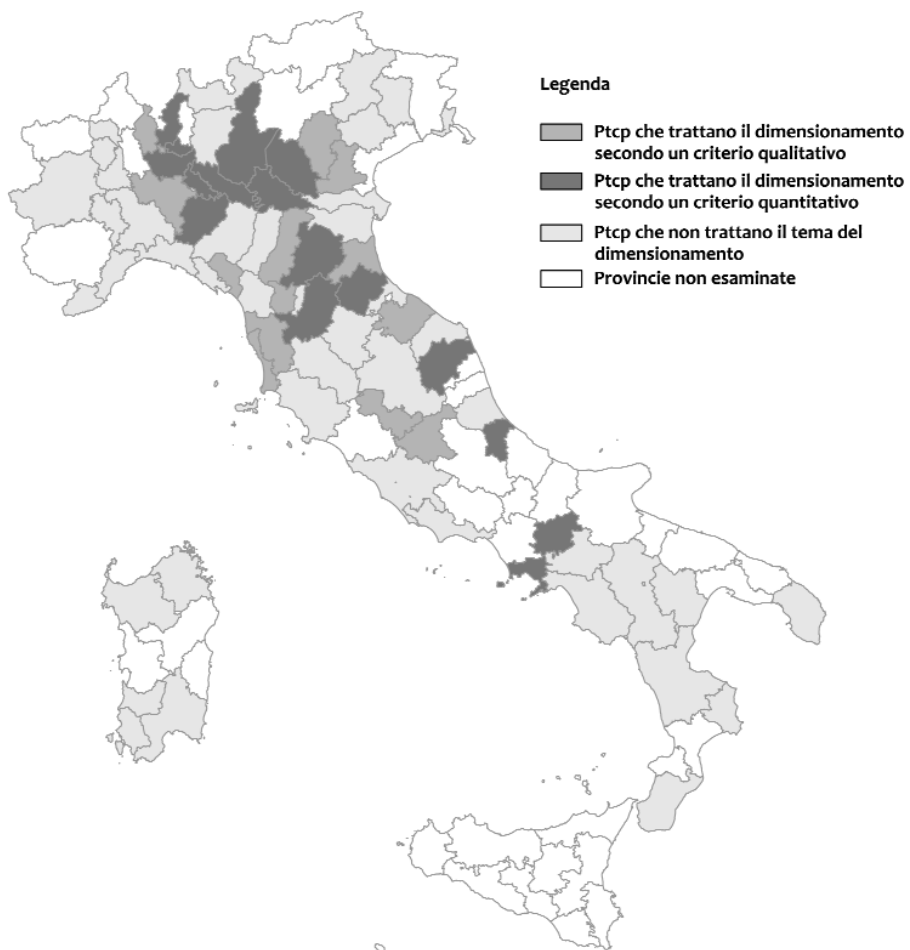 Legenda
Ptcp che trattano il dimensionamento
secondo un criterio qualitativo
Ptcp che trattano il dimensionamento
secondo un criterio quantitativo
Ptcp che non trattano il tema del
dimensionamento
Provincie non esaminate